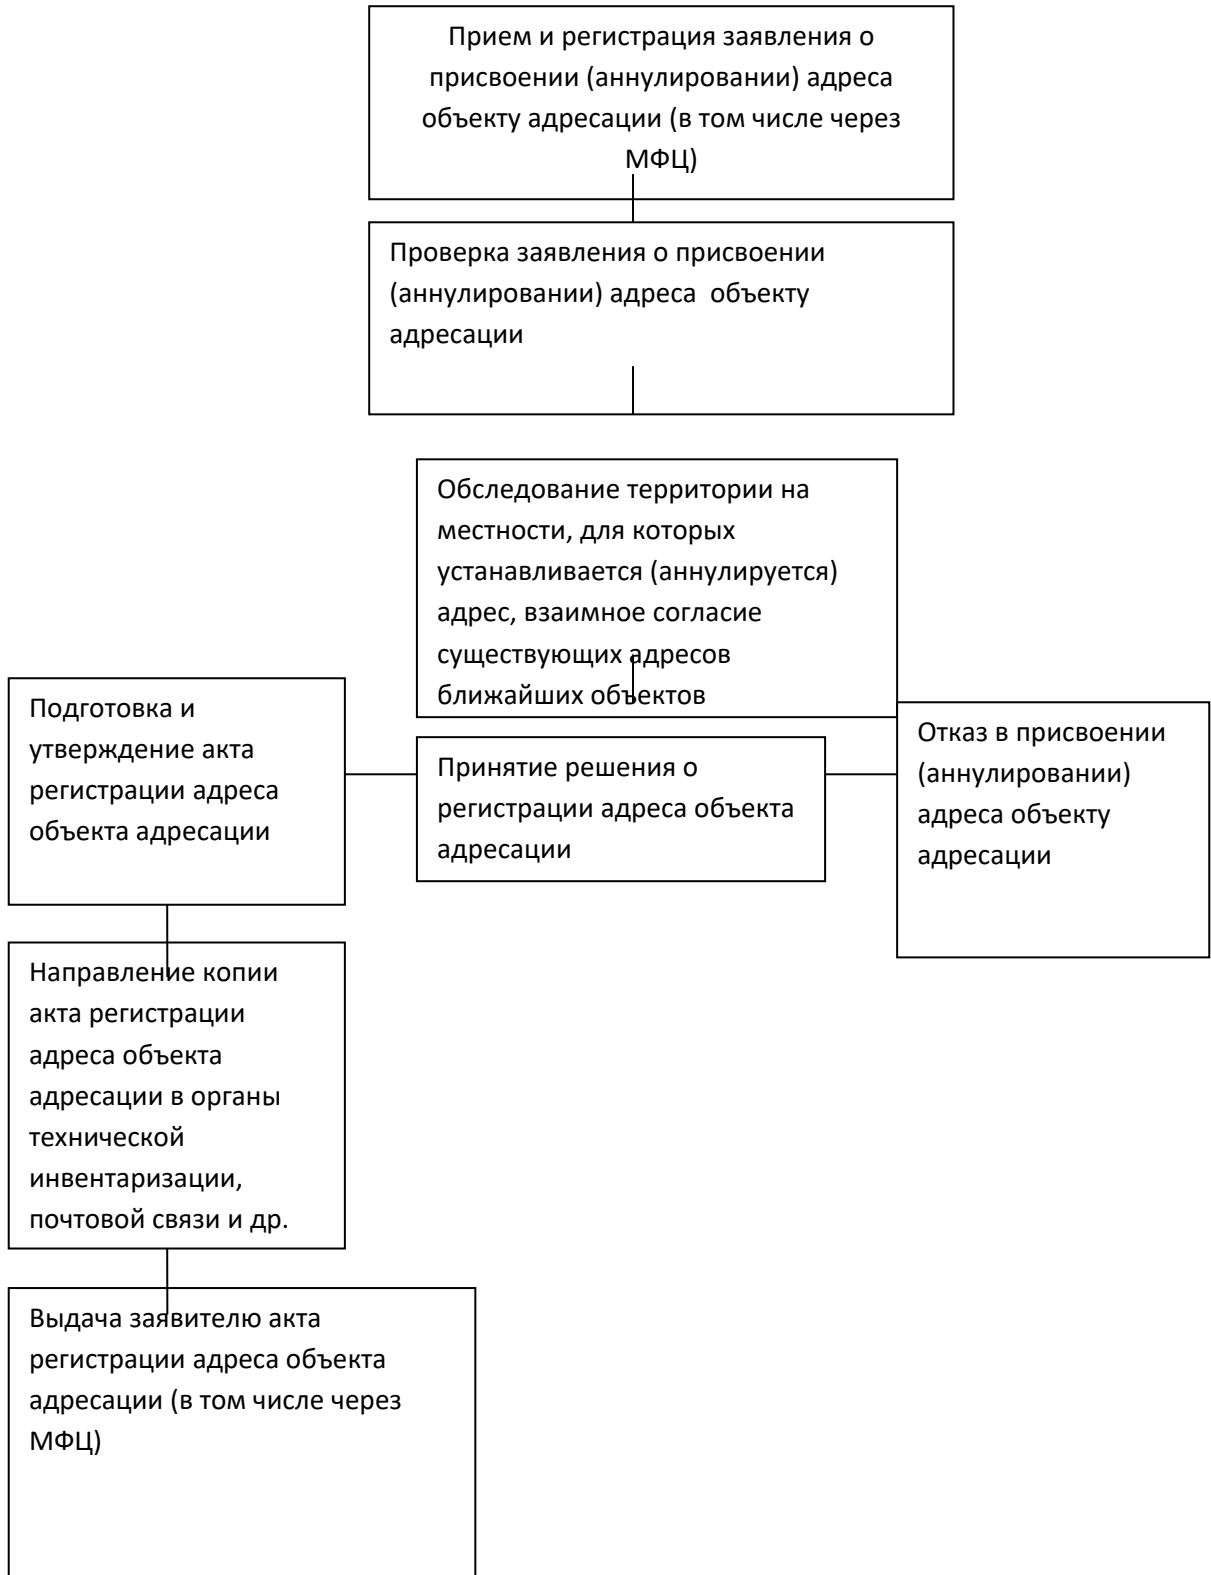 Прием и регистрация заявления о
присвоении (аннулировании) адреса
объекту адресации (в том числе через
МФЦ)
Проверка заявления о присвоении
(аннулировании) адреса  объекту
адресации
Обследование территории на
местности, для которых
устанавливается (аннулируется)
адрес, взаимное согласие
существующих адресов
ближайших объектов
Подготовка и
утверждение акта
регистрации адреса
объекта адресации
Принятие решения о
регистрации адреса объекта
адресации
Отказ в присвоении
(аннулировании)
адреса объекту
адресации
Направление копии
акта регистрации
адреса объекта
адресации в органы
технической
инвентаризации,
почтовой связи и др.
Выдача заявителю акта
регистрации адреса объекта
адресации (в том числе через
МФЦ)